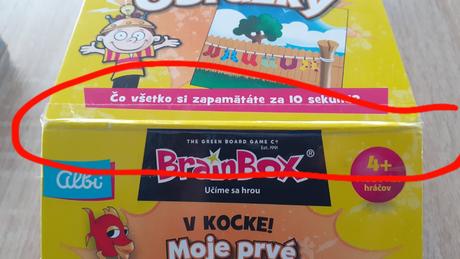 Obrázky
Čo všetko si zapamätáte za 10 sekúnd?
THE GREEN BOARD GAME Co
Est. 1991
BrainBox®
Albi
Učíme sa hrou
4+
hráčov
V KOCKE!
Moje prvé